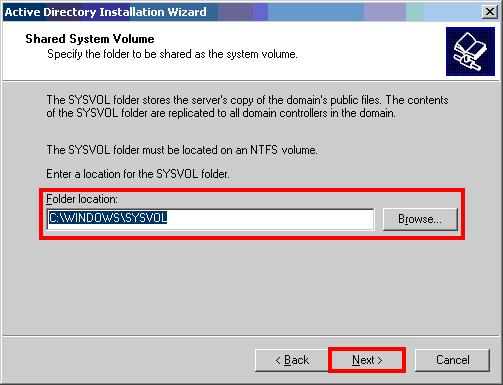 Active Directory Installation Wizard
Shared System Volume
Specify the folder to be shared as the system volume.
The SYSVOL folder stores the server's copy of the domain's public files. The contents
of the SYSVOL folder are replicated to all domain controllers in the domain.
The SYSVOL folder must be located on an NTFS volume.
Enter a location for the SYSVOL folder.
Folder location:
C:\WINDOWS\SYSVOL
Browse...
< Back
Next >
Cancel